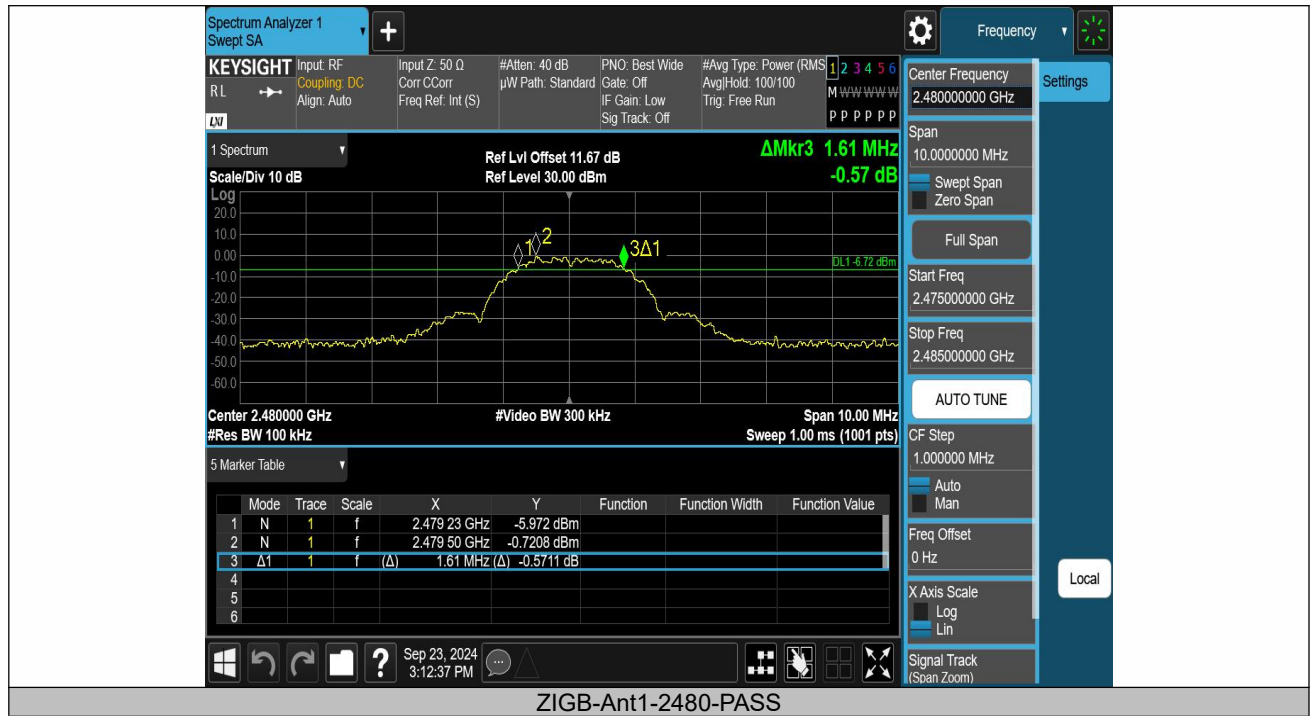 Spectrum Analyzer 1
Swept SA
+
Frequency
KEYSIGHT
RL
LXI
Input: RF
Coupling: DC
Align: Auto
Input Z: 50 Ω
Corr CCorr
Freq Ref: Int (S)
#Atten: 40 dB
µW Path: Standard
PNO: Best Wide
Gate: Off
IF Gain: Low
Sig Track: Off
#Avg Type: Power (RMS
Avg|Hold: 100/100
Trig: Free Run
1 2 3 4 5 6
M W W W W W
P P P P P P
1 Spectrum
Scale/Div 10 dB
Ref Lvl Offset 11.67 dB
Ref Level 30.00 dBm
ΔMkr3 1.61 MHz
-0.57 dB
Log
20.0
10.0
0.00
-10.0
-20.0
-30.0
-40.0
-50.0
-60.0
1
2
3Δ1
DL1 -6.72 dBm
Center 2.480000 GHz
#Res BW 100 kHz
#Video BW 300 kHz
Span 10.00 MHz
Sweep 1.00 ms (1001 pts)
5 Marker Table
Mode Trace Scale X Y Function Function Width Function Value
1 N 1 f 2.479 23 GHz -5.972 dBm
2 N 1 f 2.479 50 GHz -0.7208 dBm
3 Δ1 1 f (Δ) 1.61 MHz (Δ) -0.5711 dB
4
5
6
?
Sep 23, 2024
3:12:37 PM
Center Frequency
2.480000000 GHz
Settings
Span
10.0000000 MHz
Swept Span
Zero Span
Full Span
Start Freq
2.475000000 GHz
Stop Freq
2.485000000 GHz
AUTO TUNE
CF Step
1.000000 MHz
Auto
Man
Freq Offset
0 Hz
Local
X Axis Scale
Log
Lin
Signal Track
(Span Zoom)
ZIGB-Ant1-2480-PASS